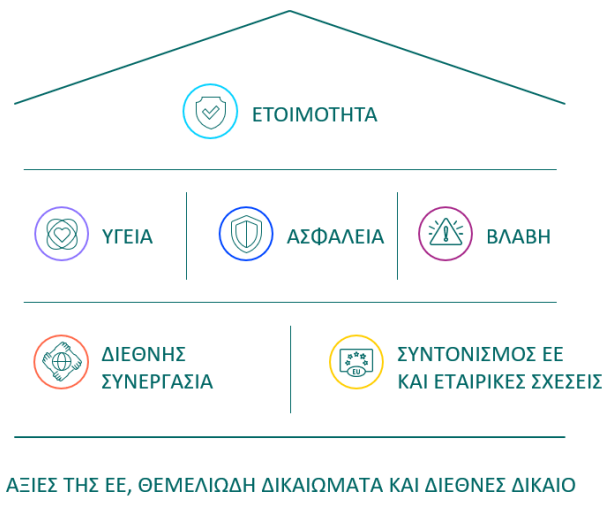 ΕΤΟΙΜΟΤΗΤΑ
ΥΓΕΙΑ
ΑΣΦΑΛΕΙΑ
ΒΛΑΒΗ
ΔΙΕΘΝΗΣ
ΣΥΝΕΡΓΑΣΙΑ
EU
ΣΥΝΤΟΝΙΣΜΟΣ ΕΕ
ΚΑΙ ΕΤΑΙΡΙΚΕΣ ΣΧΕΣΕΙΣ
ΑΞΙΕΣ ΤΗΣ ΕΕ, ΘΕΜΕΛΙΩΔΗ ΔΙΚΑΙΩΜΑΤΑ ΚΑΙ ΔΙΕΘΝΕΣ ΔΙΚΑΙΟ